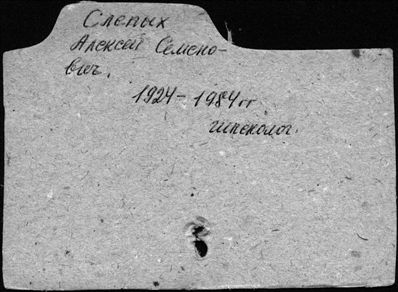 Слепых
Алексей Семено-
вич.
1924 - 1984 гг
гинеколог.